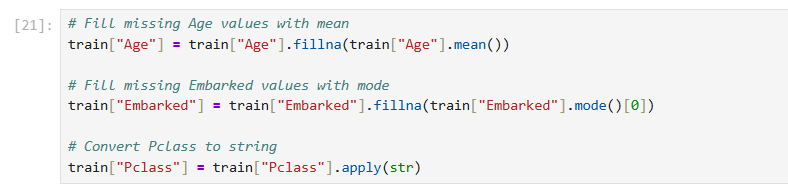 [21]:
# Fill missing Age values with mean
train["Age"] = train["Age"].fillna(train["Age"].mean())
# Fill missing Embarked values with mode
train["Embarked"] = train["Embarked"].fillna(train["Embarked"].mode()[0])
# Convert Pclass to string
train["Pclass"] = train["Pclass"].apply(str)